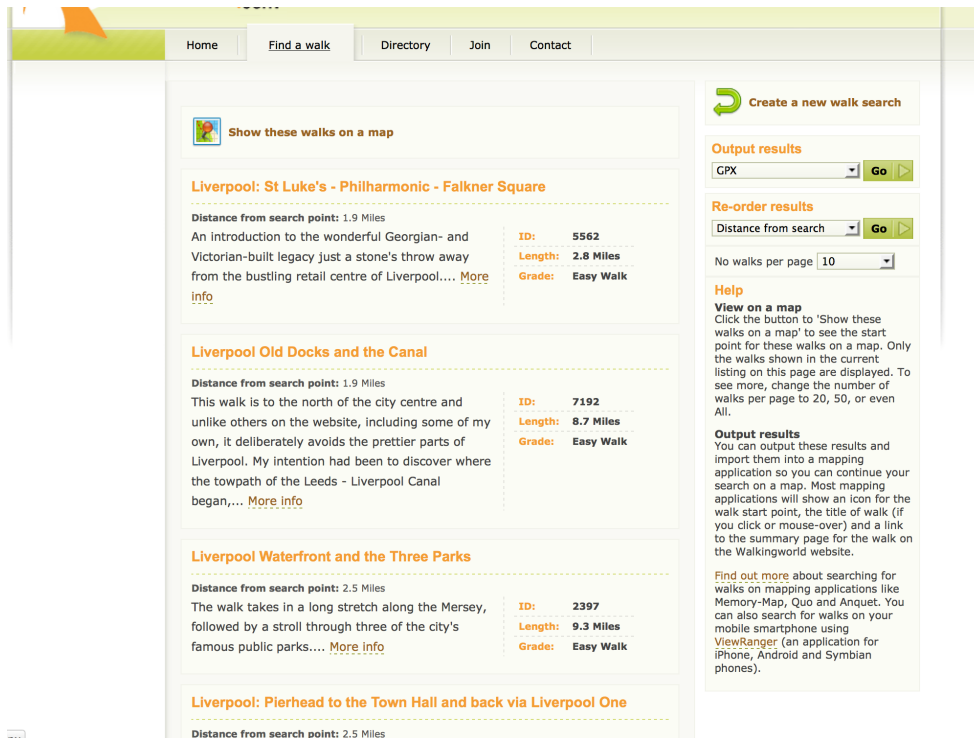 Home
Find a walk
Directory
Join
Contact
Show these walks on a map
Liverpool: St Luke's - Philharmonic - Falkner Square
Distance from search point: 1.9 Miles
An introduction to the wonderful Georgian- and
Victorian-built legacy just a stone's throw away
from the bustling retail centre of Liverpool.... More
info
ID: 5562
Length: 2.8 Miles
Grade: Easy Walk
Liverpool Old Docks and the Canal
Distance from search point: 1.9 Miles
This walk is to the north of the city centre and
unlike others on the website, including some of my
own, it deliberately avoids the prettier parts of
Liverpool. My intention had been to discover where
the towpath of the Leeds - Liverpool Canal
began,... More info
ID: 7192
Length: 8.7 Miles
Grade: Easy Walk
Liverpool Waterfront and the Three Parks
Distance from search point: 2.5 Miles
The walk takes in a long stretch along the Mersey,
followed by a stroll through three of the city's
famous public parks.... More info
ID: 2397
Length: 9.3 Miles
Grade: Easy Walk
Liverpool: Pierhead to the Town Hall and back via Liverpool One
Distance from search point: 2.5 Miles
Create a new walk search
Output results
GPX
Go
Re-order results
Distance from search
Go
No walks per page 10
Help
View on a map
Click the button to 'Show these
walks on a map' to see the start
point for these walks on a map. Only
the walks shown in the current
listing on this page are displayed. To
see more, change the number of
walks per page to 20, 50, or even
All.
Output results
You can output these results and
import them into a mapping
application so you can continue your
search on a map. Most mapping
applications will show an icon for the
walk start point, the title of walk (if
you click or mouse-over) and a link
to the summary page for the walk on
the Walkingworld website.
Find out more about searching for
walks on mapping applications like
Memory-Map, Quo and Anquet. You
can also search for walks on your
mobile smartphone using
ViewRanger (an application for
iPhone, Android and Symbian
phones).